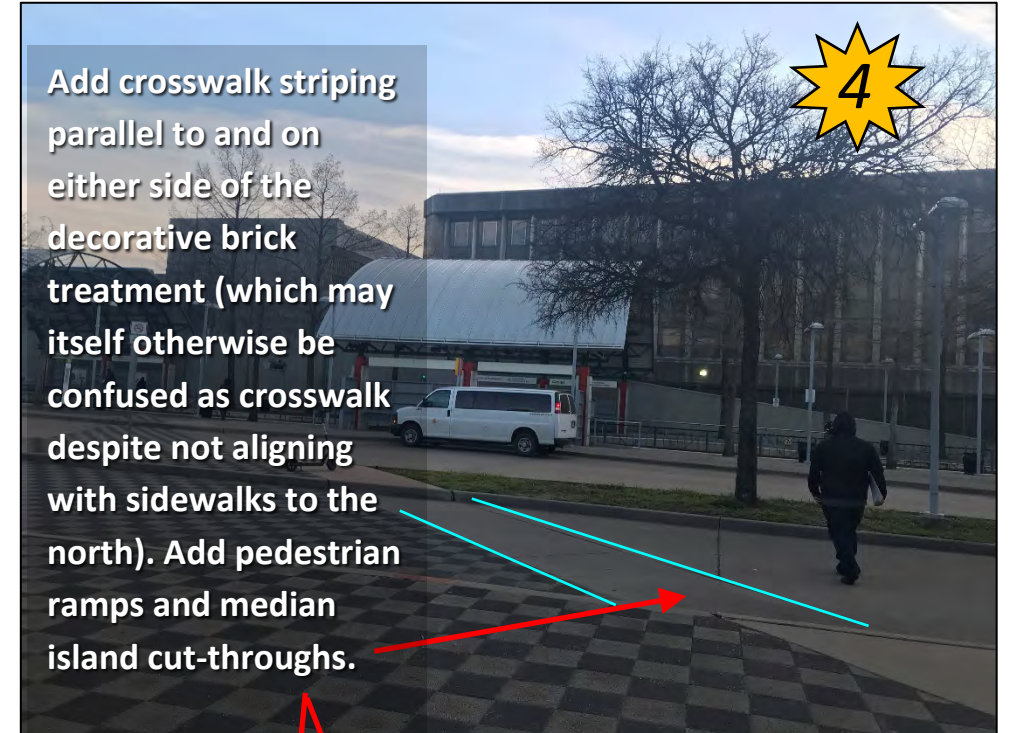 4
Add crosswalk striping
parallel to and on
either side of the
decorative brick
treatment (which may
itself otherwise be
confused as crosswalk
despite not aligning
with sidewalks to the
north). Add pedestrian
ramps and median
island cut-throughs.